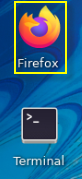 Firefox
>_
Terminal